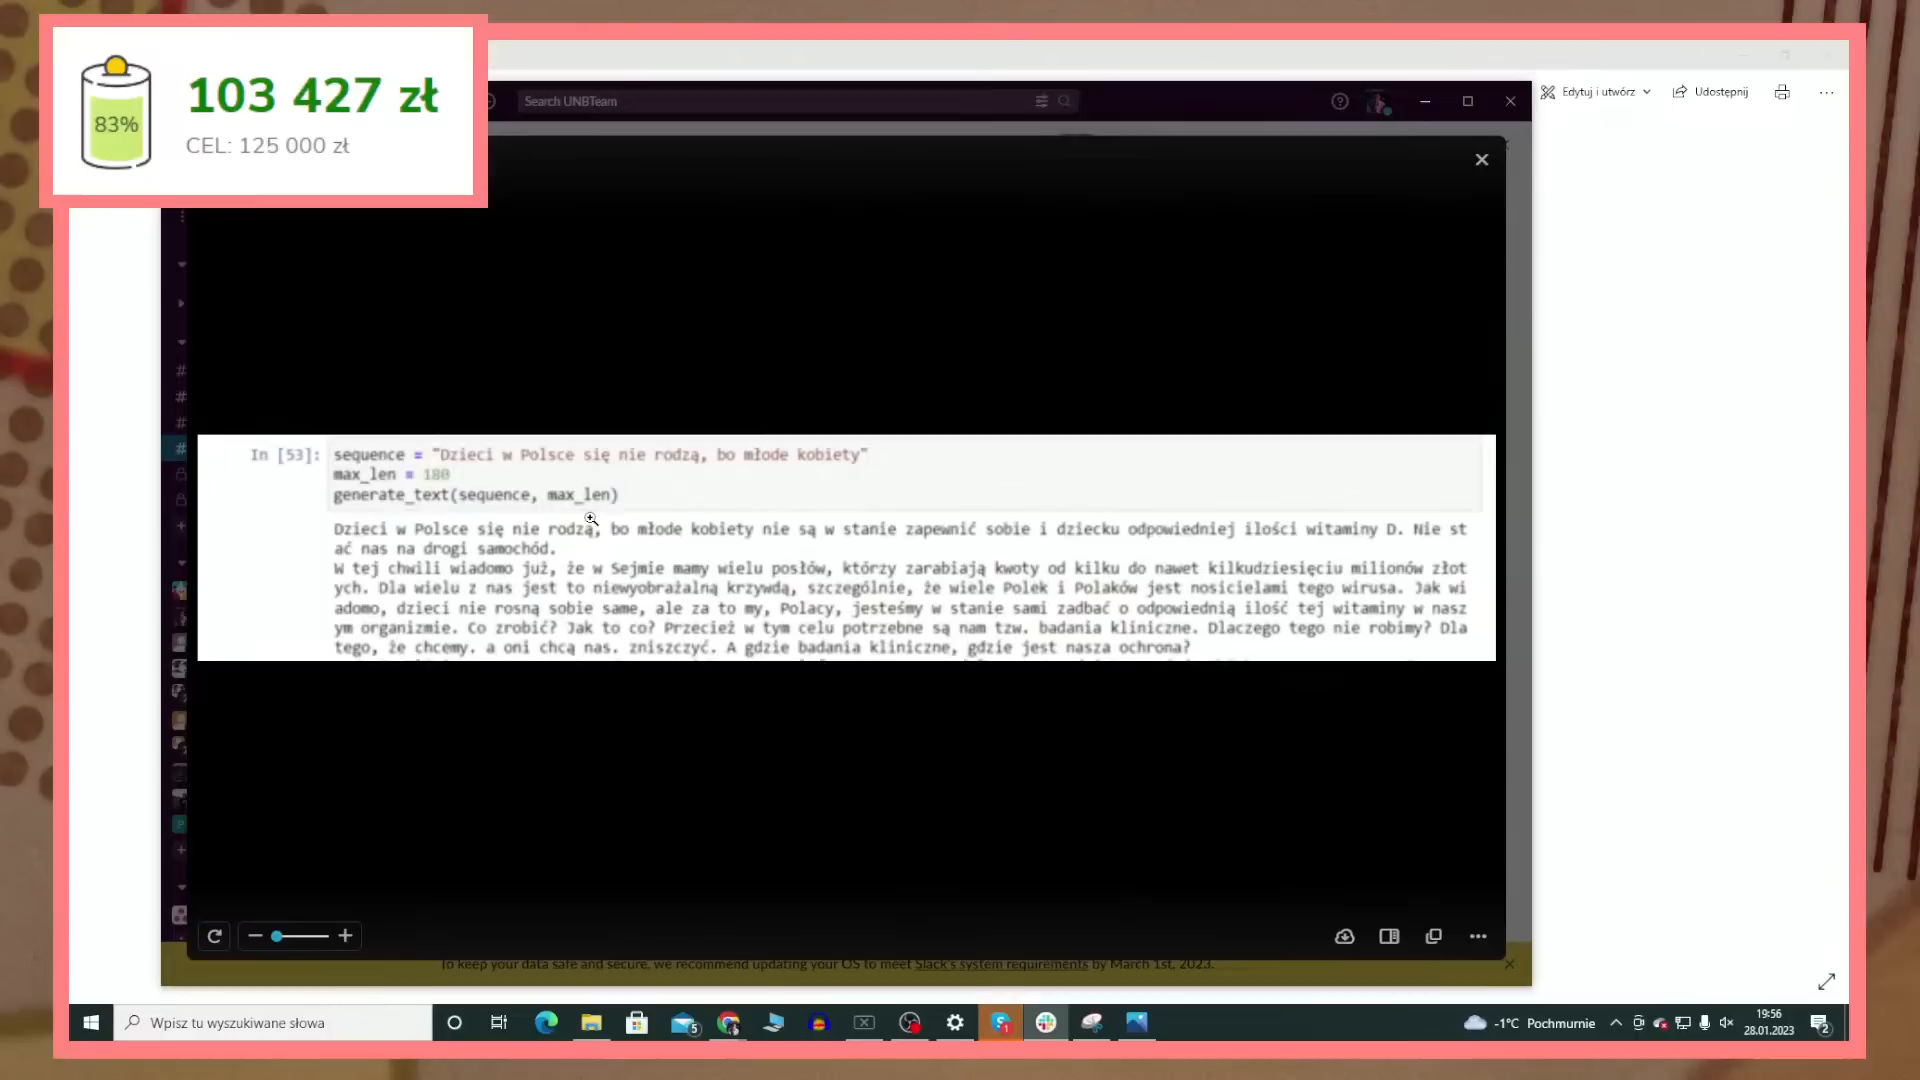 103 427 zł
83%
CEL: 125 000 zł
Search UNBTeam
Edytuj i utwórz
Udostępnij
In [53]:
sequence = "Dzieci w Polsce się nie rodzą, bo młode kobiety"
max_len = 180
generate_text(sequence, max_len)
Dzieci w Polsce się nie rodzą, bo młode kobiety nie są w stanie zapewnić sobie i dziecku odpowiedniej ilości witaminy D. Nie st
ać nas na drogi samochód.
W tej chwili wiadomo już, że w Sejmie mamy wielu posłów, którzy zarabiają kwoty od kilku do nawet kilkudziesięciu milionów złot
ych. Dla wielu z nas jest to niewyobrażalną krzywdą, szczególnie, że wiele Polek i Polaków jest nosicielami tego wirusa. Jak wi
adomo, dzieci nie rosną sobie same, ale za to my, Polacy, jesteśmy w stanie sami zadbać o odpowiednią ilość tej witaminy w nasz
ym organizmie. Co zrobić? Jak to co? Przecież w tym celu potrzebne są nam tzw. badania kliniczne. Dlaczego tego nie robimy? Dla
tego, że chcemy. a oni chcą nas. zniszczyć. A gdzie badania kliniczne, gdzie jest nasza ochrona?
To keep your data safe and secure, we recommend updating your OS to meet Slack's system requirements by March 1st, 2023.
Wpisz tu wyszukiwane słowa
5
1
-1°C Pochmurnie
19:56
28.01.2023
2